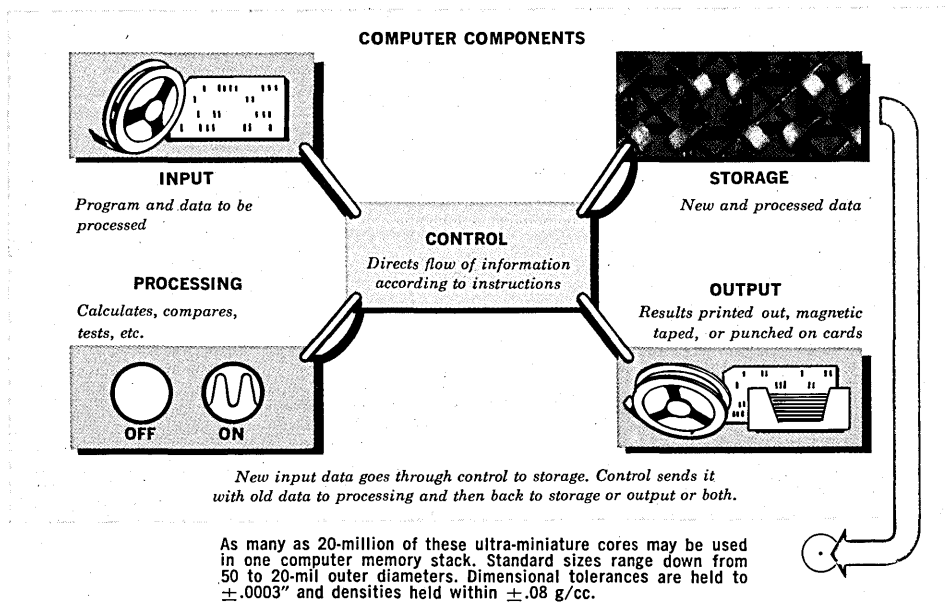 COMPUTER COMPONENTS
INPUT
Program and data to be
processed
STORAGE
New and processed data
CONTROL
Directs flow of information
according to instructions
PROCESSING
Calculates, compares,
tests, etc.
OFF
ON
OUTPUT
Results printed out, magnetic
taped, or punched on cards
New input data goes through control to storage. Control sends it
with old data to processing and then back to storage or output or both.
As many as 20-million of these ultra-miniature cores may be used
in one computer memory stack. Standard sizes range down from
50 to 20-mil outer diameters. Dimensional tolerances are held to
±.0003” and densities held within ±.08 g/cc.